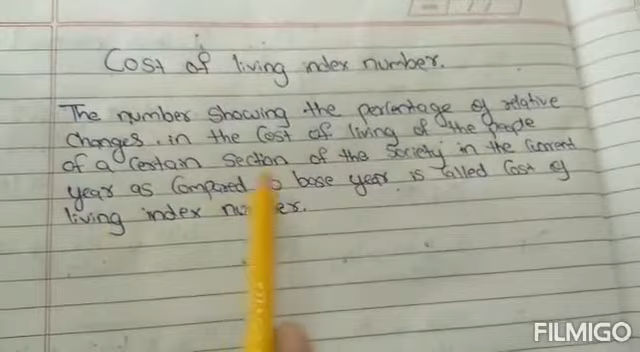 Cost of living index number.
The number showing the percentage of relative
changes in the Cost of living of the peope
of a Certain section of the society in the Current
year as Compared to base year is called Cost of
living index number.
FILMIGO